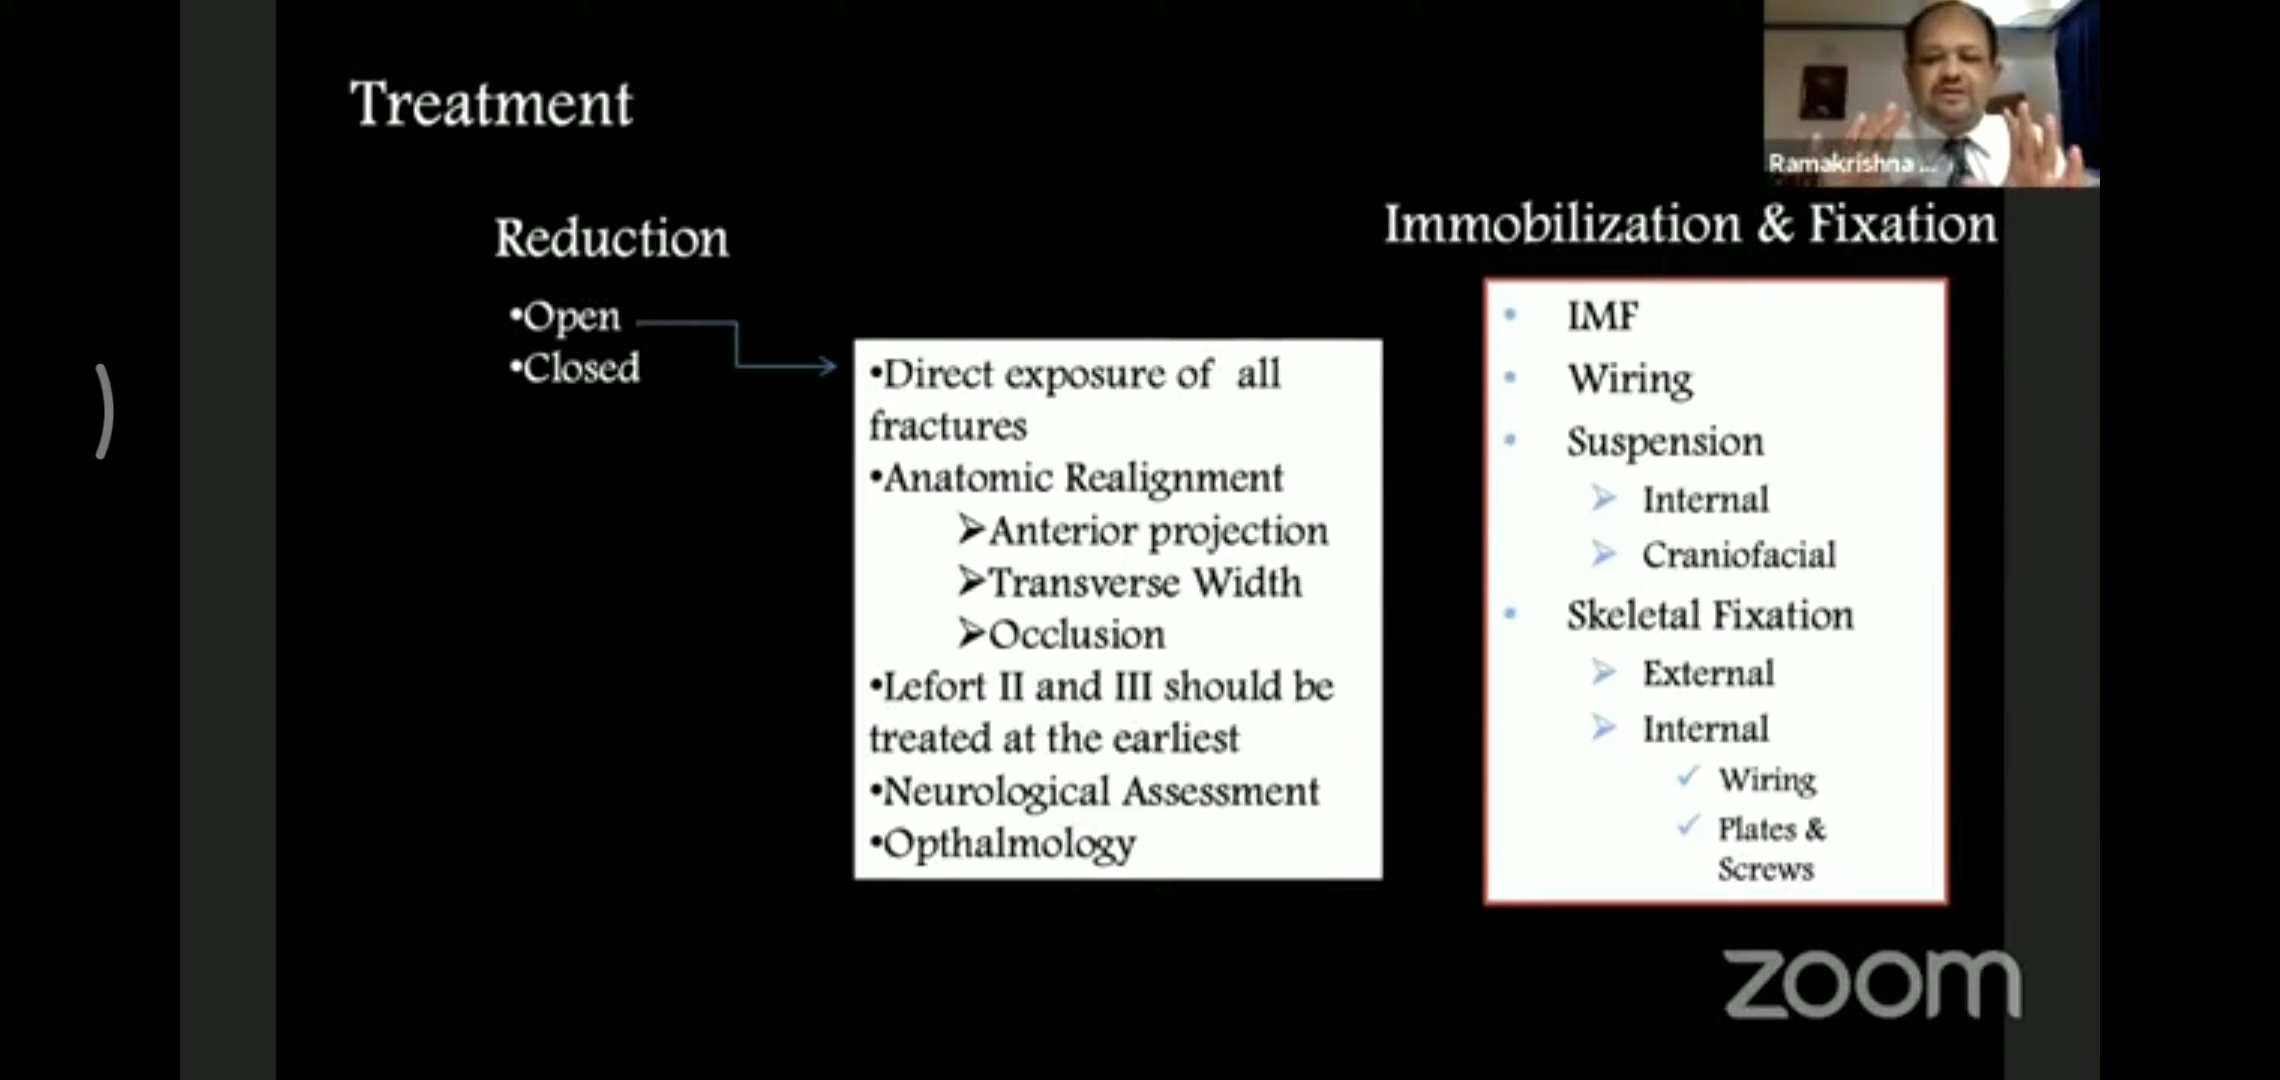 Treatment
Ramakrishna ...
Reduction
•Open
•Closed
•Direct exposure of all
fractures
•Anatomic Realignment
➢Anterior projection
➢Transverse Width
➢Occlusion
•Lefort II and III should be
treated at the earliest
•Neurological Assessment
•Opthalmology
Immobilization & Fixation
• IMF
• Wiring
• Suspension
➢ Internal
➢ Craniofacial
• Skeletal Fixation
➢ External
➢ Internal
✓ Wiring
✓ Plates &
Screws
zoom